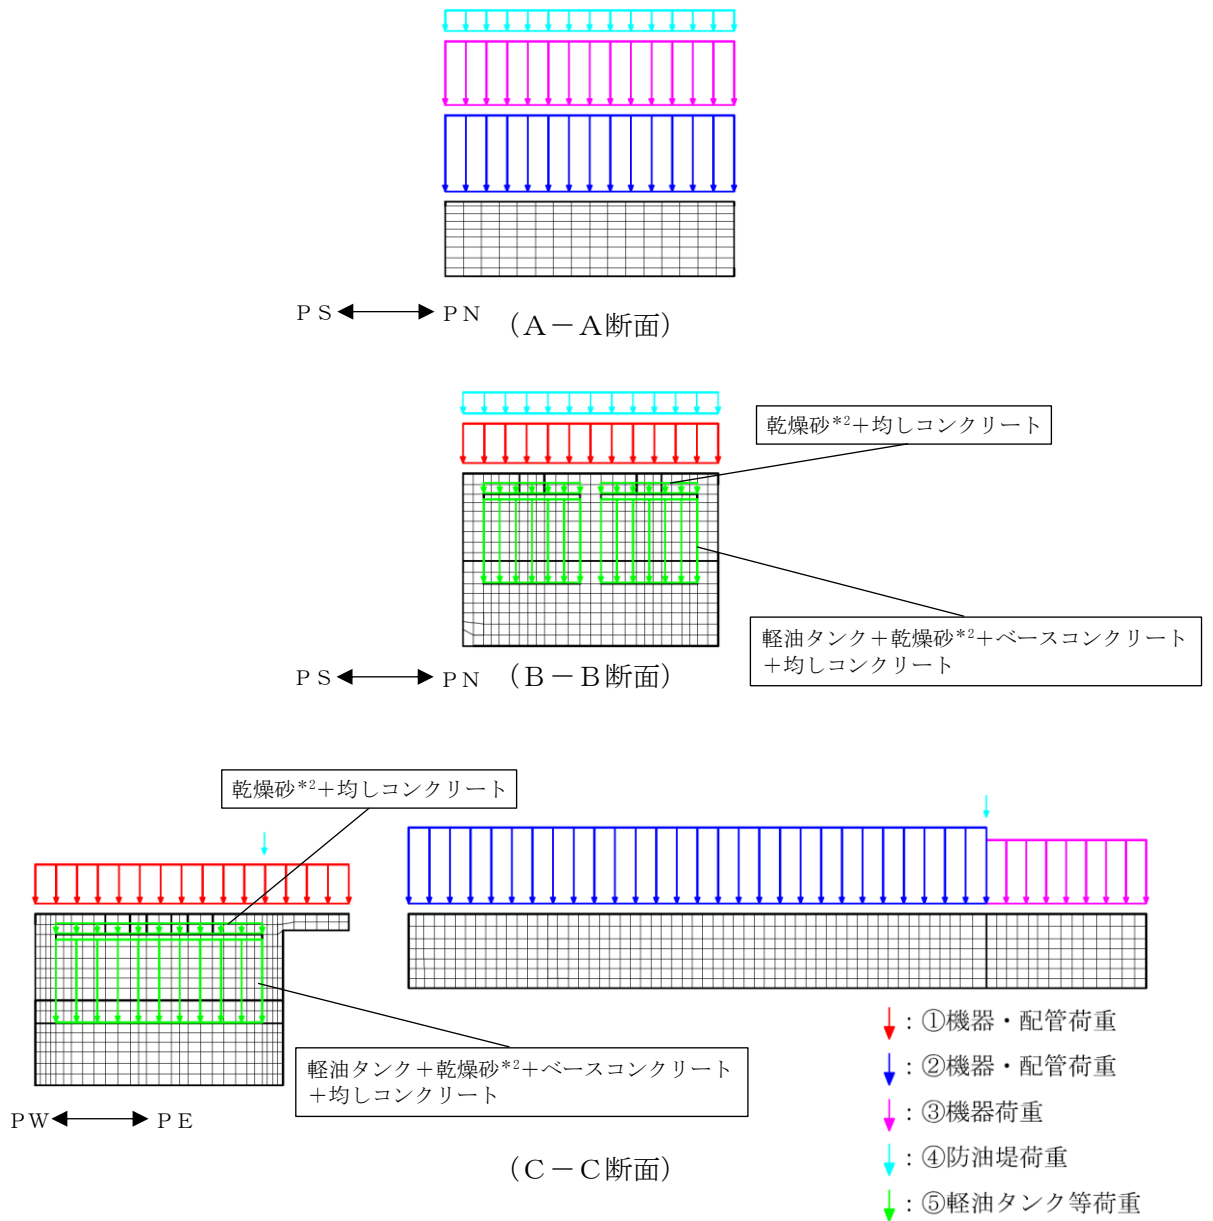 ＰＳ ＰＮ （Ａ－Ａ断面）
乾燥砂*2＋均しコンクリート
軽油タンク＋乾燥砂*2＋ベースコンクリート
＋均しコンクリート
ＰＳ ＰＮ （Ｂ－Ｂ断面）
乾燥砂*2＋均しコンクリート
軽油タンク＋乾燥砂*2＋ベースコンクリート
＋均しコンクリート
ＰＷ ＰＥ
（Ｃ－Ｃ断面）
：①機器・配管荷重
：②機器・配管荷重
：③機器荷重
：④防油堤荷重
：⑤軽油タンク等荷重